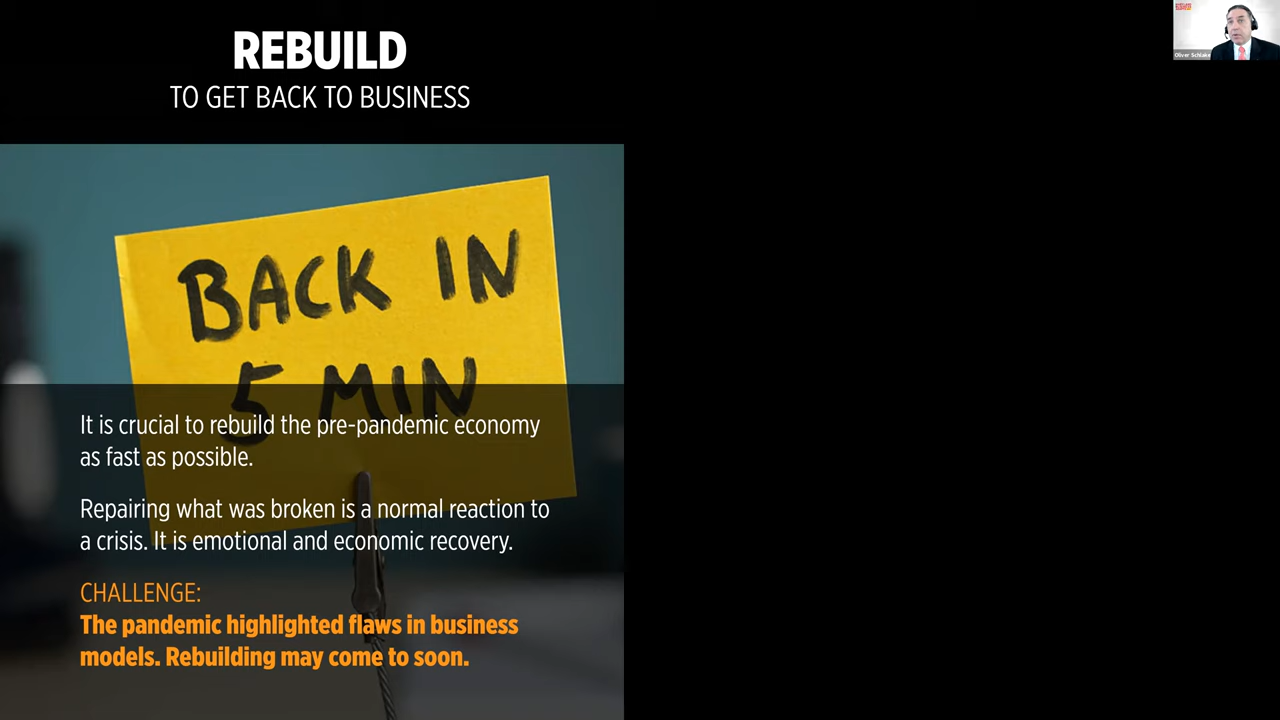 REBUILD
TO GET BACK TO BUSINESS
BACK IN
5 MIN
It is crucial to rebuild the pre-pandemic economy
as fast as possible.
Repairing what was broken is a normal reaction to
a crisis. It is emotional and economic recovery.
CHALLENGE:
The pandemic highlighted flaws in business
models. Rebuilding may come to soon.
Oliver Schlake